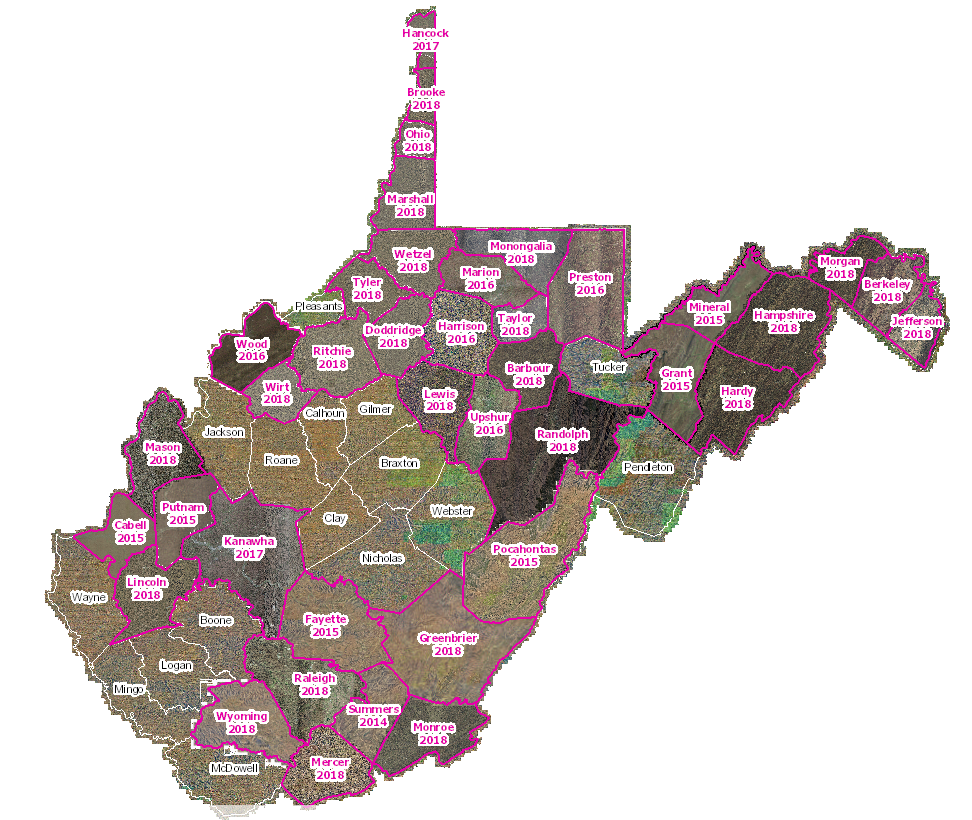 Hancock
2017
Brooke
2018
Ohio
2018
Marshall
2018
Wetzel
2018
Monongalia
2018
Marion
2016
Preston
2016
Tyler
2018
Pleasants
Doddridge
2018
Harrison
2016
Taylor
2018
Morgan
2018
Berkeley
2018
Jefferson
2018
Mineral
2015
Hampshire
2018
Wood
2016
Ritchie
2018
Barbour
2018
Tucker
Grant
2015
Hardy
2018
Wirt
2018
Lewis
2018
Upshur
2016
Calhoun
Gilmer
Jackson
Randolph
2018
Mason
2018
Roane
Braxton
Pendleton
Putnam
2015
Cabell
2015
Clay
Webster
Kanawha
2017
Nicholas
Pocahontas
2015
Lincoln
2018
Wayne
Boone
Fayette
2015
Greenbrier
2018
Logan
Mingo
Raleigh
2018
Summers
2014
Wyoming
2018
Monroe
2018
McDowell
Mercer
2018